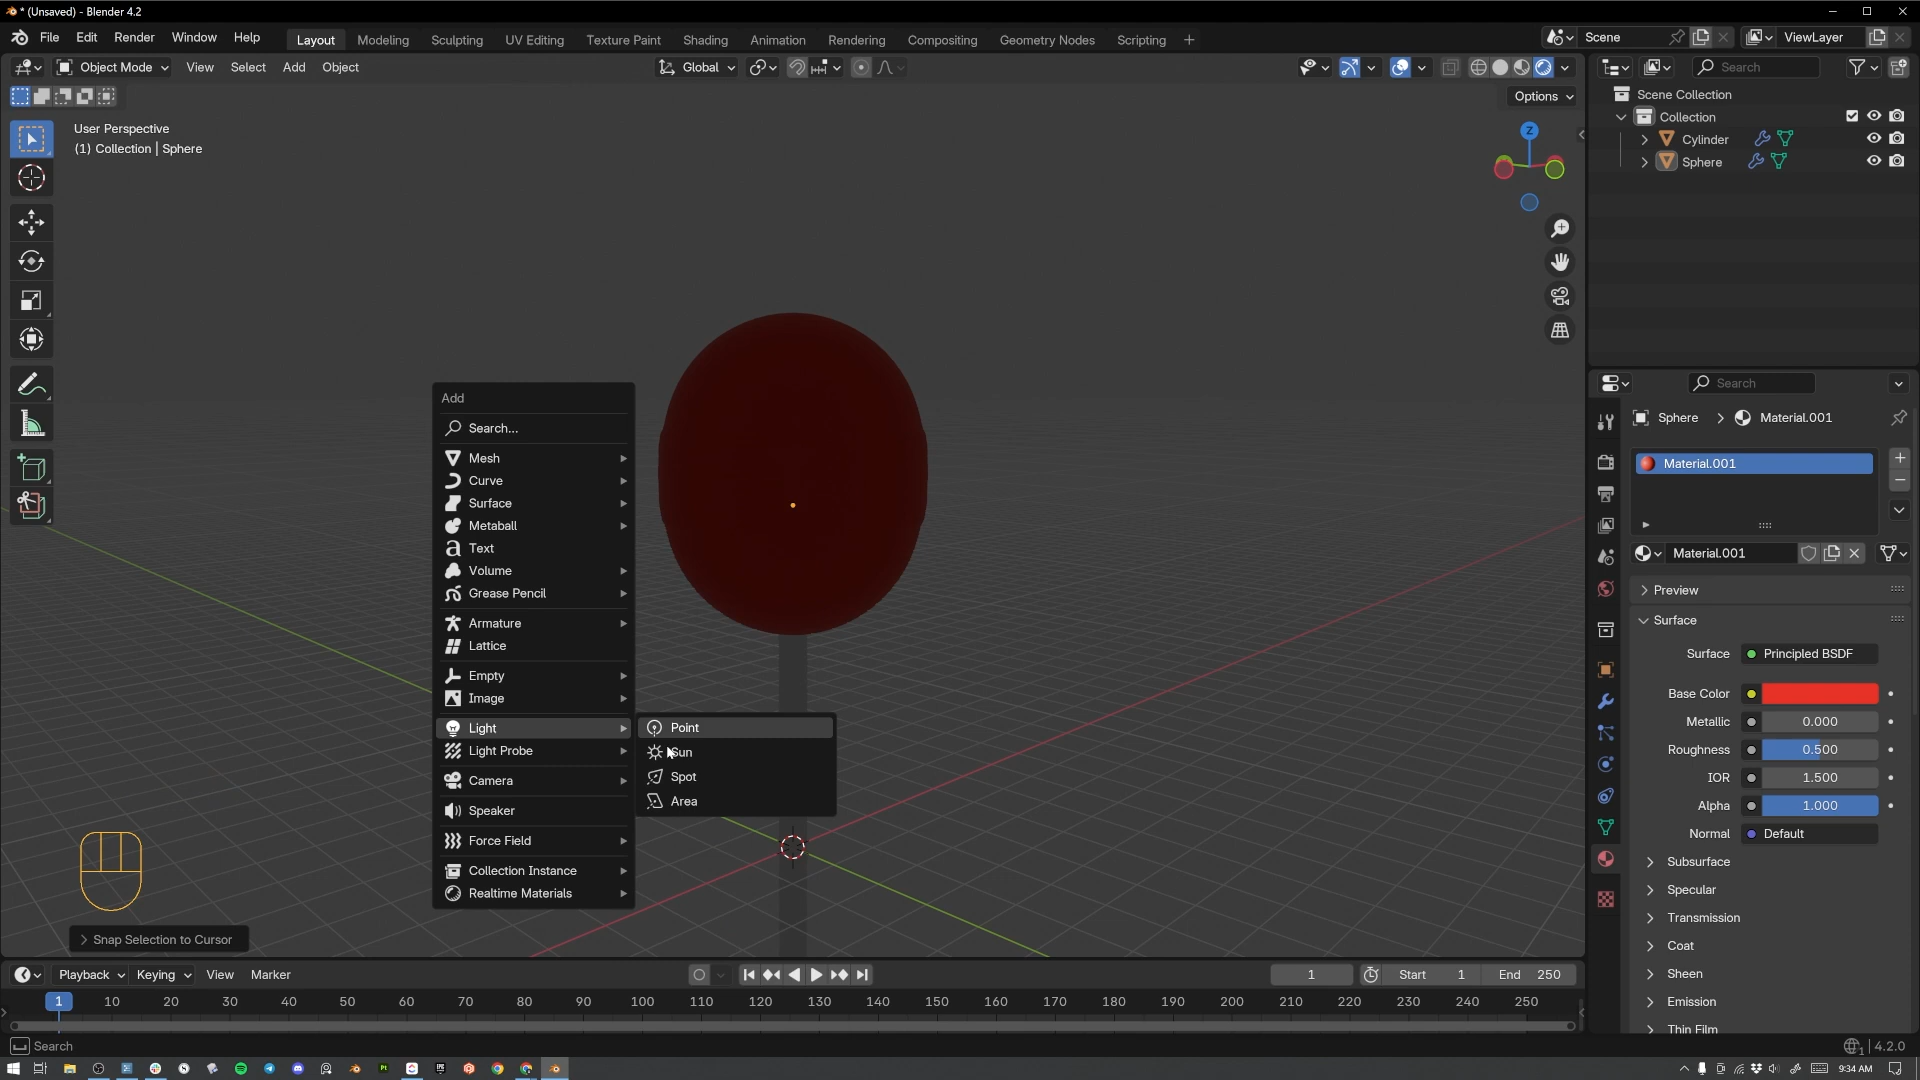 * (Unsaved) - Blender 4.2
File Edit Render Window Help Layout Modeling Sculpting UV Editing Texture Paint Shading Animation Rendering Compositing Geometry Nodes Scripting + Scene ViewLayer
Object Mode View Select Add Object Global Search
Options
User Perspective
(1) Collection | Sphere
Z
Scene Collection
Collection
Cylinder
Sphere
Add
Search...
Mesh
Curve
Surface
Metaball
Text
Volume
Grease Pencil
Armature
Lattice
Empty
Image
Light
Light Probe
Camera
Speaker
Force Field
Collection Instance
Realtime Materials
Point
Sun
Spot
Area
Snap Selection to Cursor
Search
Sphere > Material.001
Material.001
Material.001
Preview
Surface
Surface Principled BSDF
Base Color
Metallic 0.000
Roughness 0.500
IOR 1.500
Alpha 1.000
Normal Default
Subsurface
Specular
Transmission
Coat
Sheen
Emission
Thin Film
Playback Keying View Marker 1 Start 1 End 250
1 10 20 30 40 50 60 70 80 90 100 110 120 130 140 150 160 170 180 190 200 210 220 230 240 250
Search 4.2.0
9:34 AM